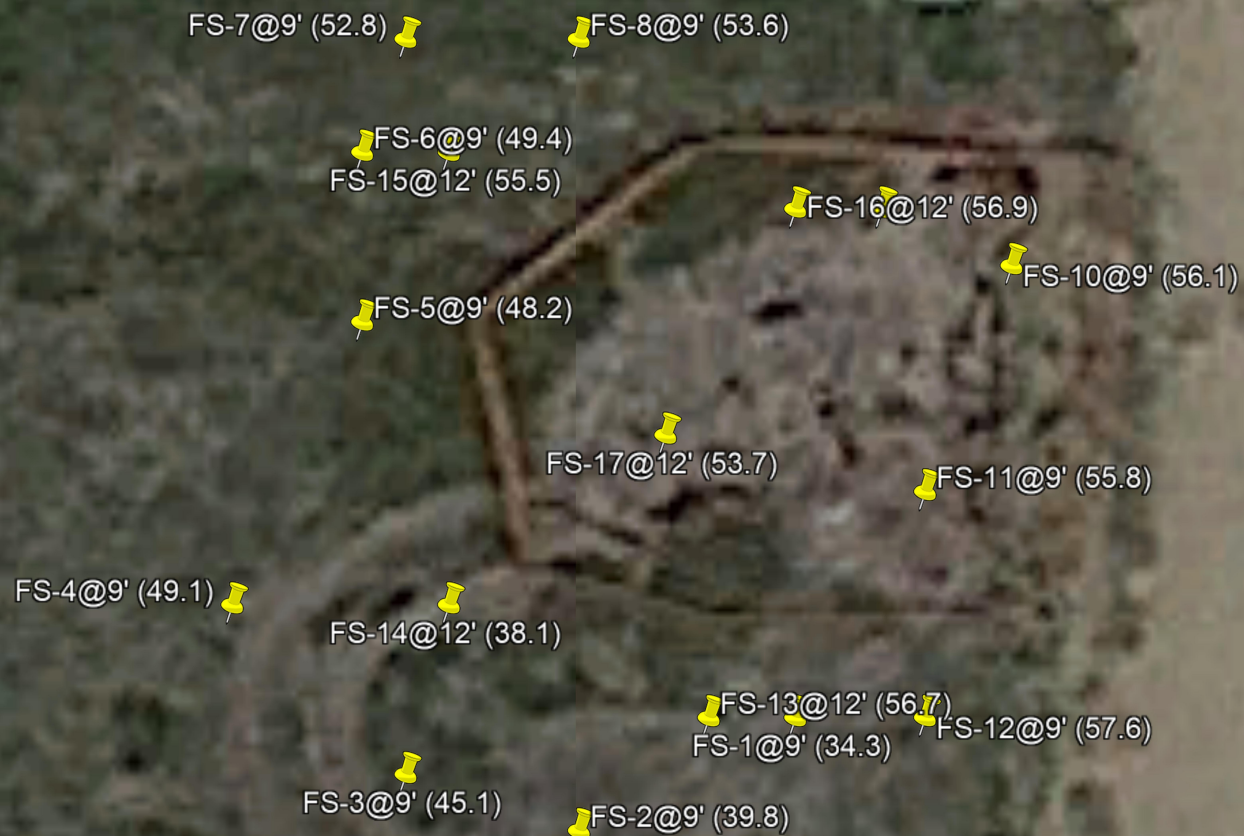 FS-7@9' (52.8)
FS-8@9' (53.6)
FS-6@9' (49.4)
FS-15@12' (55.5)
FS-16@12' (56.9)
FS-10@9' (56.1)
FS-5@9' (48.2)
FS-17@12' (53.7)
FS-11@9' (55.8)
FS-4@9' (49.1)
FS-14@12' (38.1)
FS-13@12' (56.7)
FS-12@9' (57.6)
FS-1@9' (34.3)
FS-3@9' (45.1)
FS-2@9' (39.8)